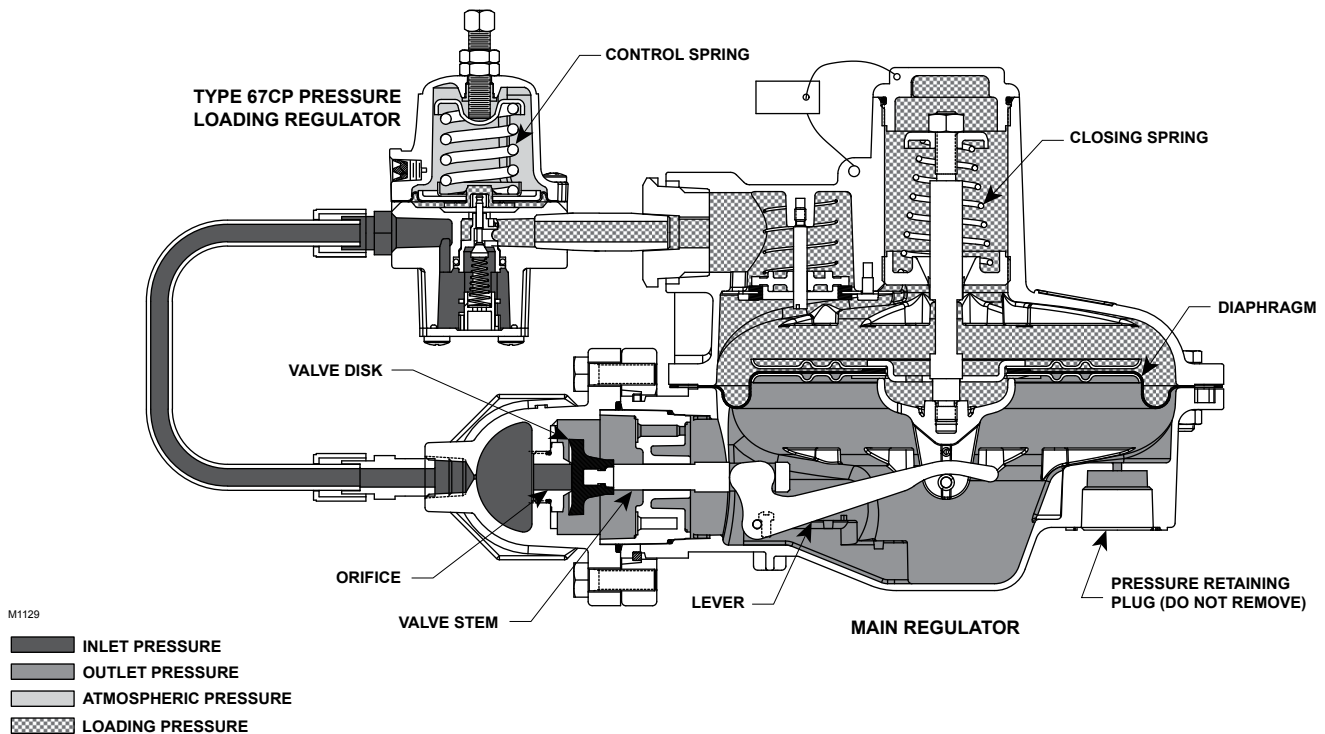 CONTROL SPRING
TYPE 67CP PRESSURE
LOADING REGULATOR
CLOSING SPRING
DIAPHRAGM
VALVE DISK
ORIFICE
VALVE STEM
LEVER
PRESSURE RETAINING
PLUG (DO NOT REMOVE)
MAIN REGULATOR
M1129
INLET PRESSURE
OUTLET PRESSURE
ATMOSPHERIC PRESSURE
LOADING PRESSURE